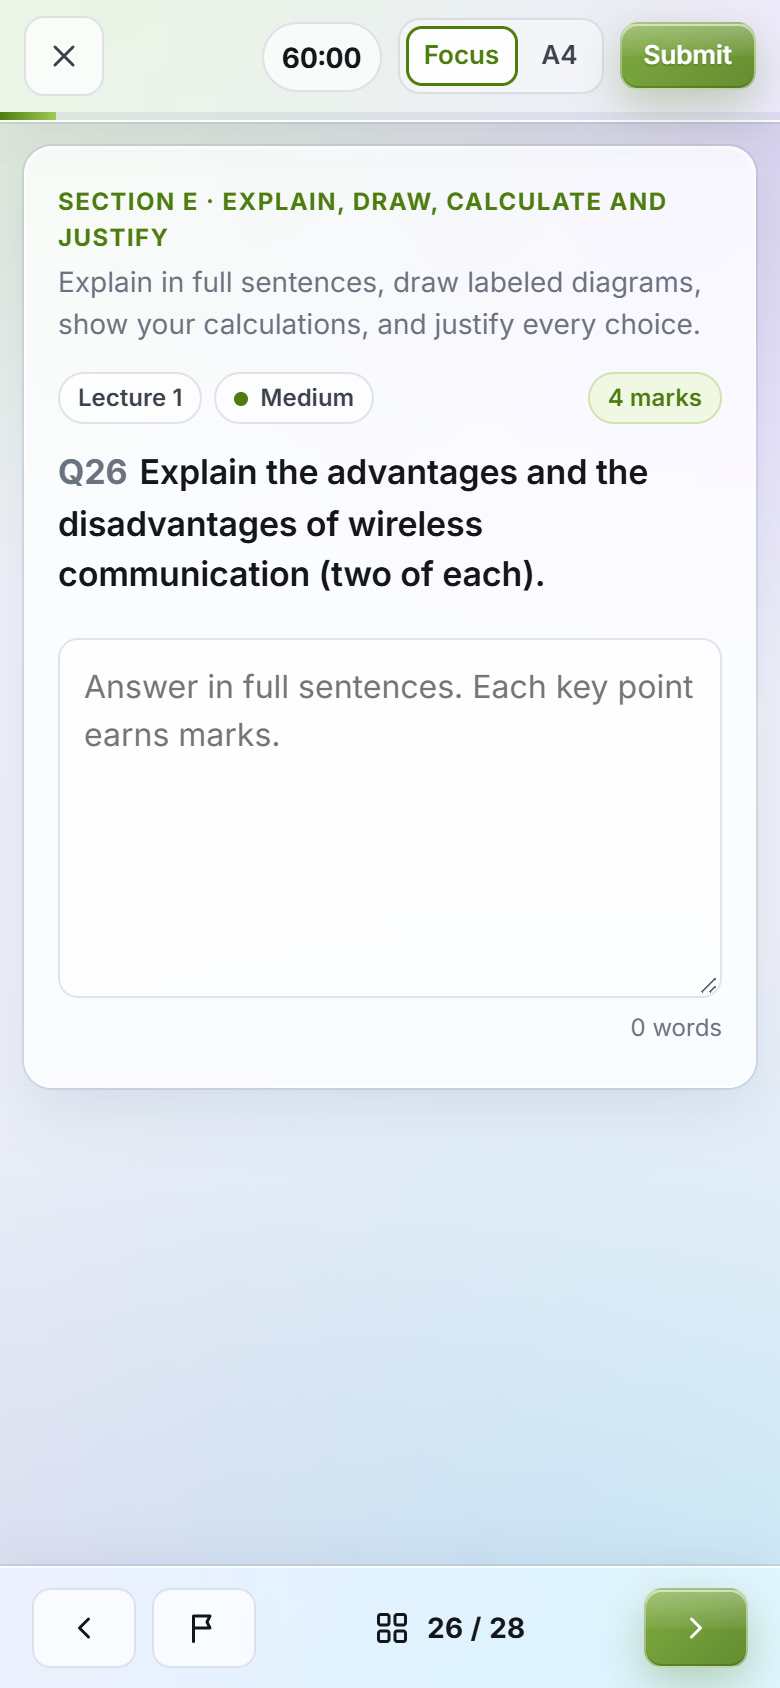 60:00
Focus
A4
Submit
SECTION E · EXPLAIN, DRAW, CALCULATE AND
JUSTIFY
Explain in full sentences, draw labeled diagrams,
show your calculations, and justify every choice.
Lecture 1
Medium
4 marks
Q26 Explain the advantages and the
disadvantages of wireless
communication (two of each).
Answer in full sentences. Each key point
earns marks.
0 words
26 / 28